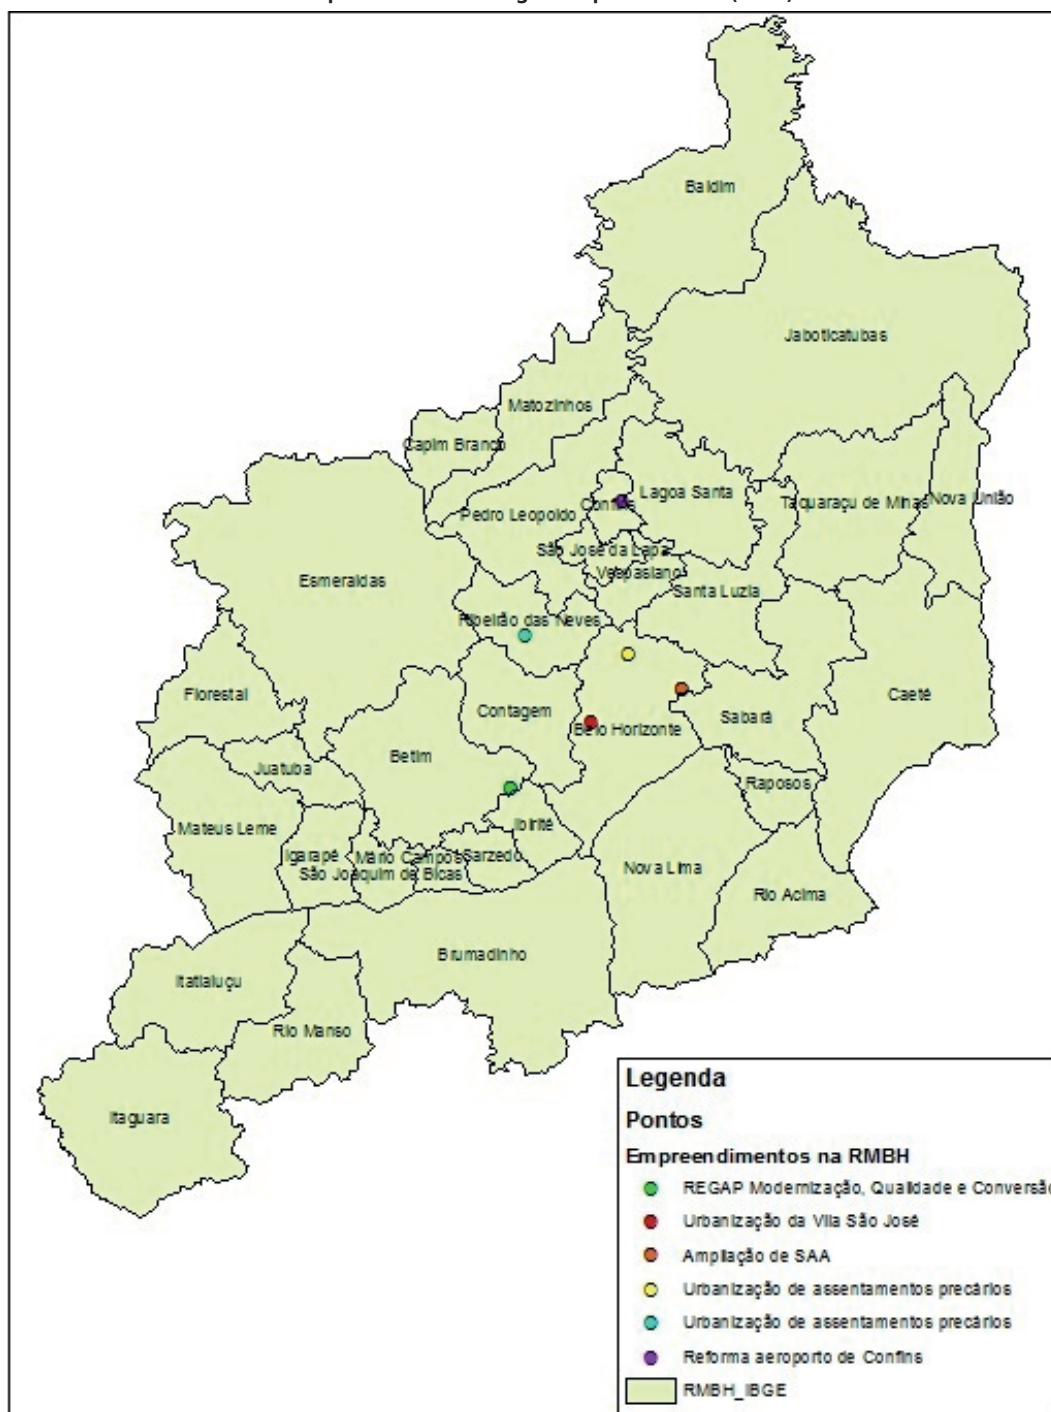 Baldim
Jaboticatubas
Matozinhos
Capim Branco
Lagoa Santa
Confins
Taquaraçu de Minas
Nova União
Pedro Leopoldo
São José da Lapa
Vespasiano
Esmeraldas
Santa Luzia
Ribeirão das Neves
Florestal
Caeté
Contagem
Sabará
Belo Horizonte
Betim
Juatuba
Raposos
Mateus Leme
Ibirité
Igarapé
Mário Campos
Sarzedo
São Joaquim de Bicas
Nova Lima
Rio Acima
Brumadinho
Itatiaiuçu
Rio Manso
Itaguara
Legenda
Pontos
Empreendimentos na RMBH
REGAP Modernização, Qualidade e Conversão
Urbanização da Vila São José
Ampliação de SAA
Urbanização de assentamentos precários
Urbanização de assentamentos precários
Reforma aeroporto de Confins
RMBH_IBGE